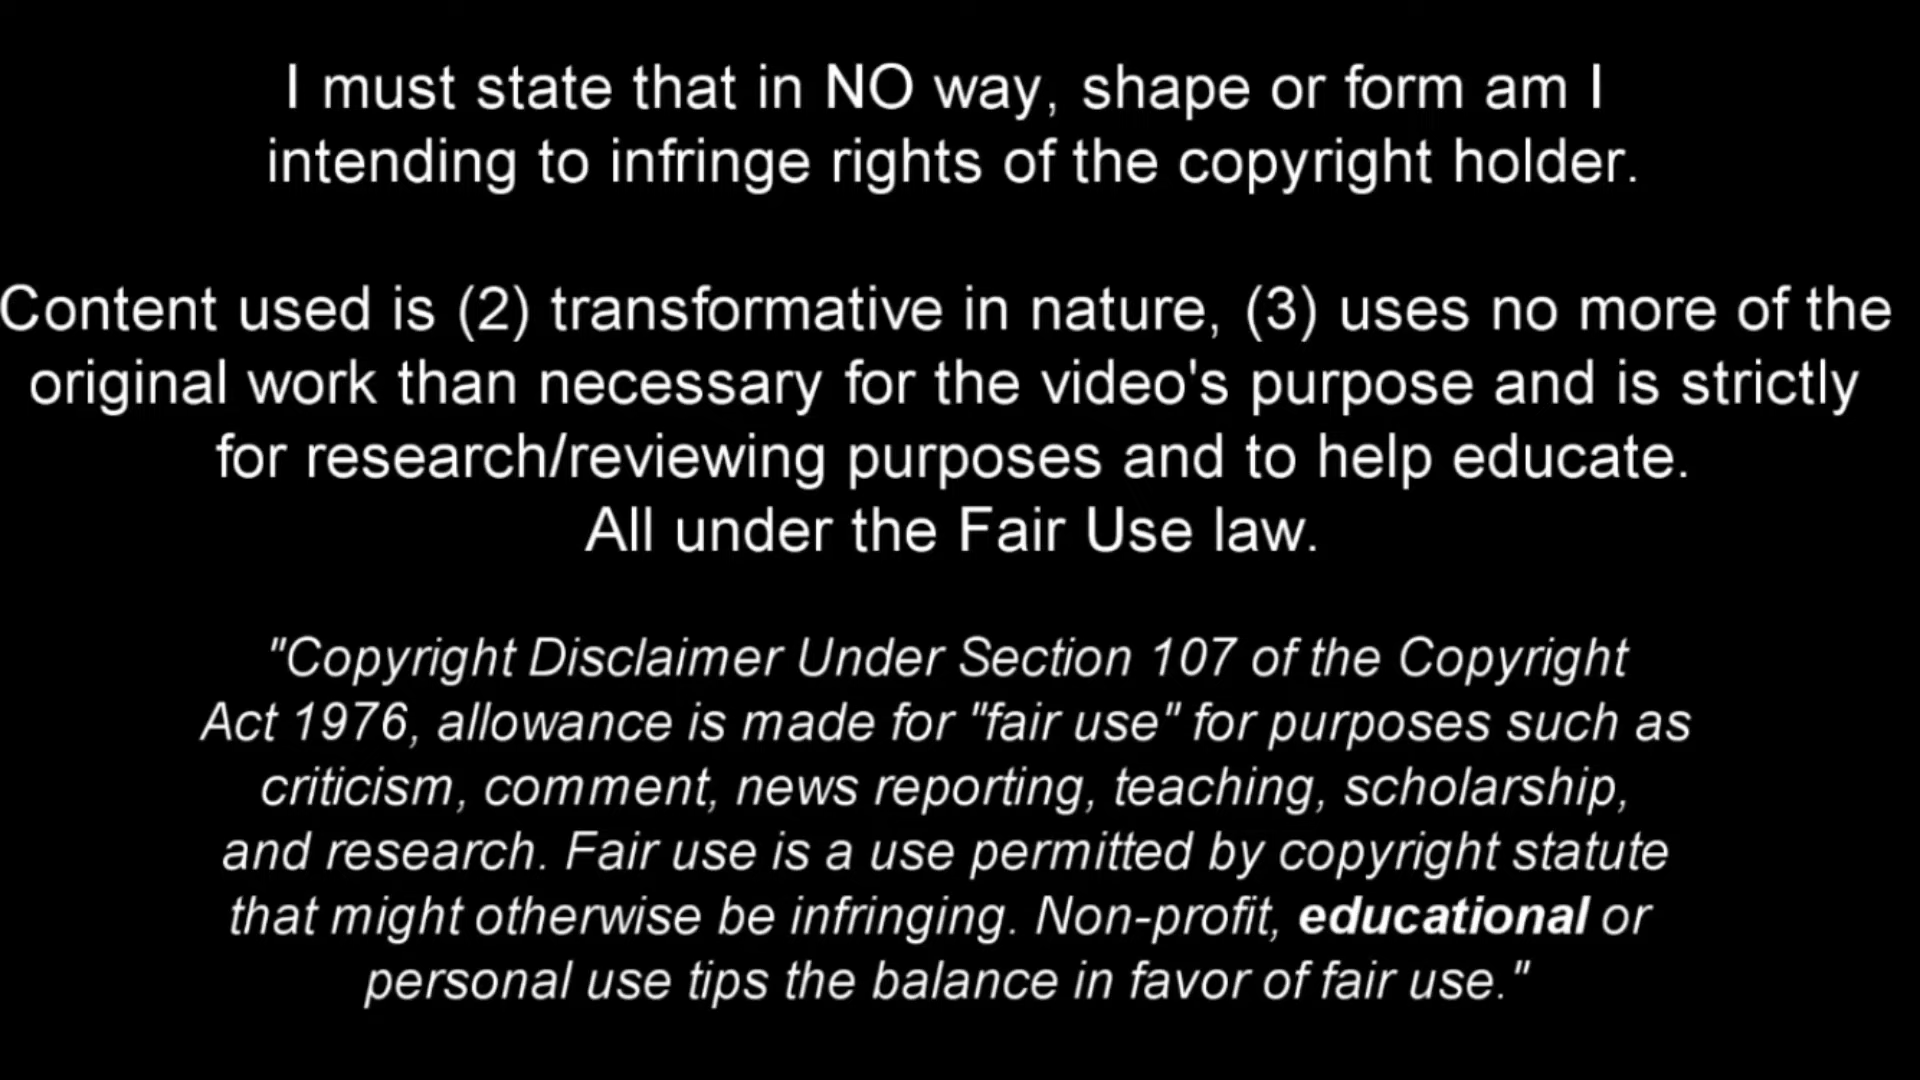 I must state that in NO way, shape or form am I
intending to infringe rights of the copyright holder.
Content used is (2) transformative in nature, (3) uses no more of the
original work than necessary for the video's purpose and is strictly
for research/reviewing purposes and to help educate.
All under the Fair Use law.
"Copyright Disclaimer Under Section 107 of the Copyright
Act 1976, allowance is made for "fair use" for purposes such as
criticism, comment, news reporting, teaching, scholarship,
and research. Fair use is a use permitted by copyright statute
that might otherwise be infringing. Non-profit, educational or
personal use tips the balance in favor of fair use."